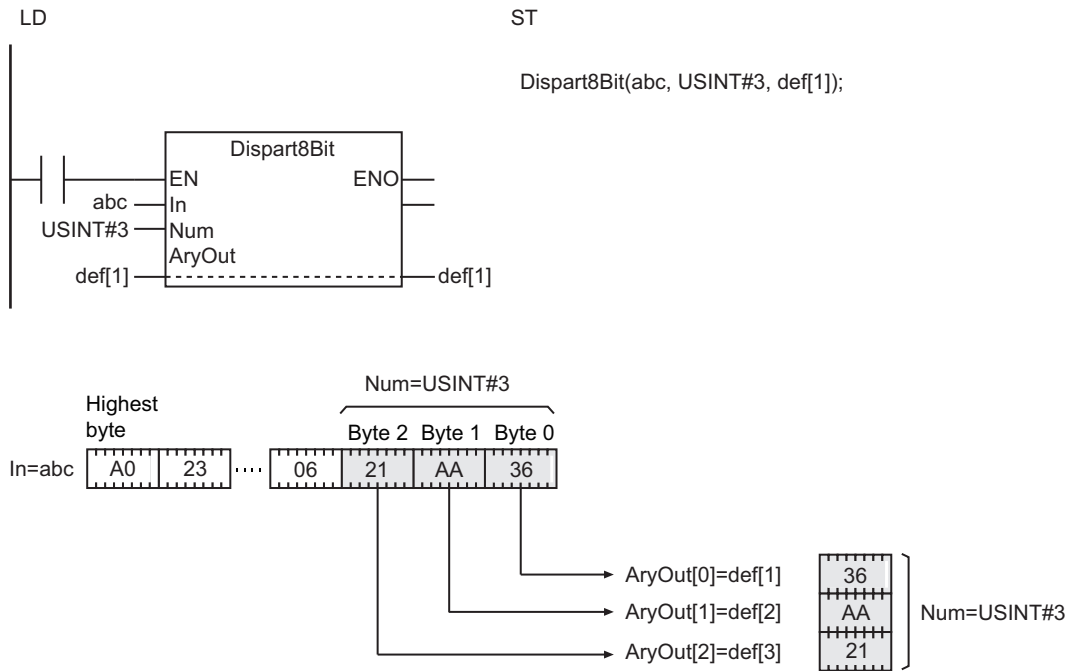 LD
ST
Dispart8Bit(abc, USINT#3, def[1]);
Dispart8Bit
EN ENO
abc In
USINT#3 Num
AryOut
def[1] def[1]
Num=USINT#3
Highest
byte
Byte 2 Byte 1 Byte 0
In=abc A0 23 06 21 AA 36
AryOut[0]=def[1] 36
AryOut[1]=def[2] AA Num=USINT#3
AryOut[2]=def[3] 21